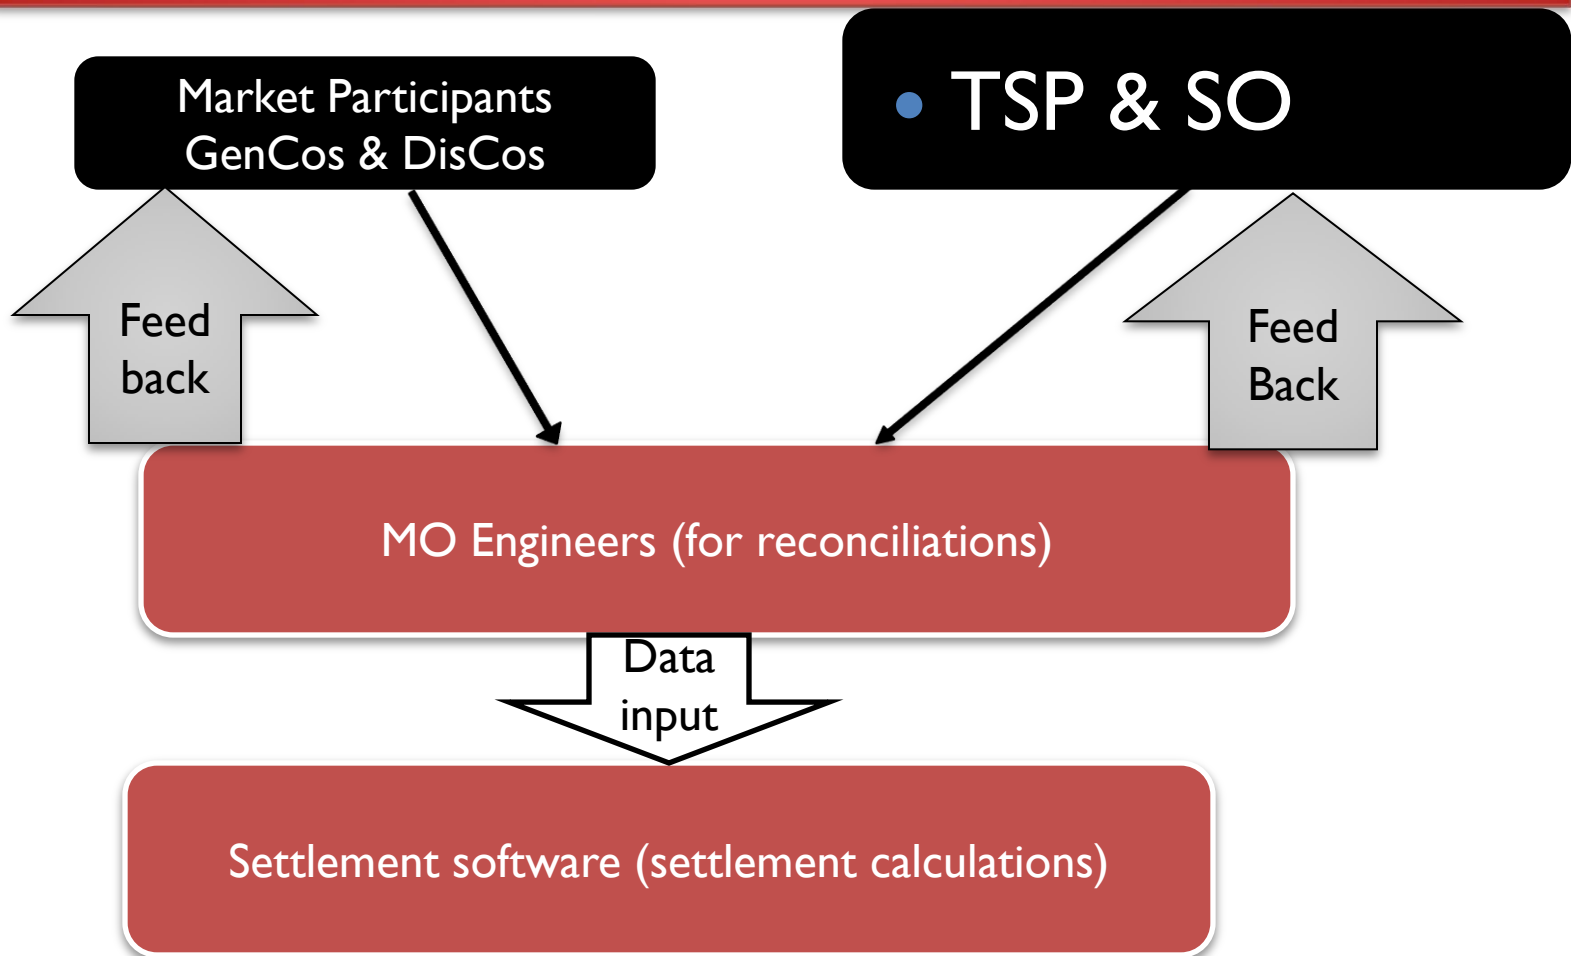 Market Participants
GenCos & DisCos
• TSP & SO
Feed
back
Feed
Back
MO Engineers (for reconciliations)
Data
input
Settlement software (settlement calculations)